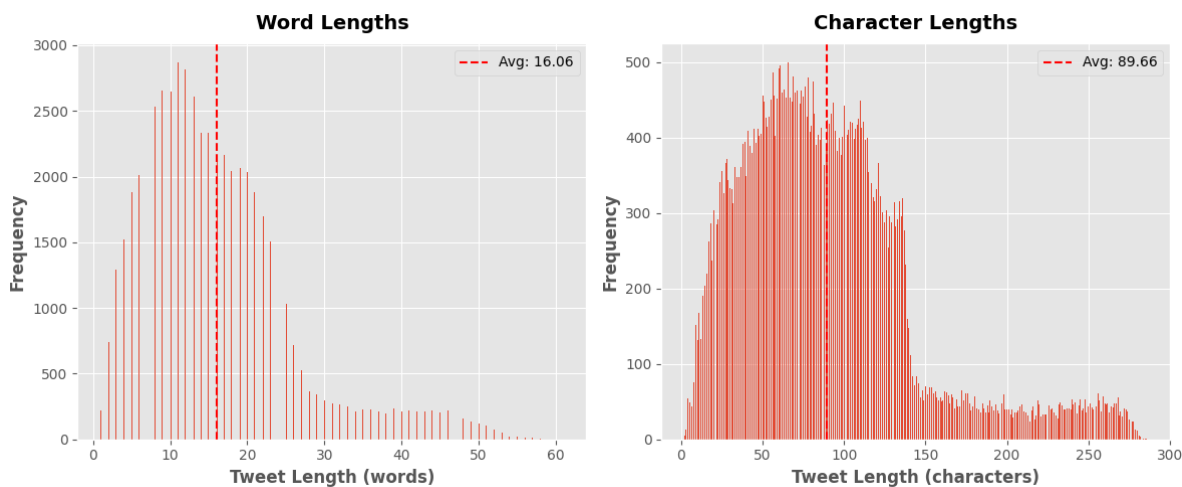 Word Lengths
3000
2500
2000
1500
1000
500
0
Frequency
0 10 20 30 40 50 60
Tweet Length (words)
Avg: 16.06
Character Lengths
500
400
300
200
100
0
Frequency
0 50 100 150 200 250 300
Tweet Length (characters)
Avg: 89.66